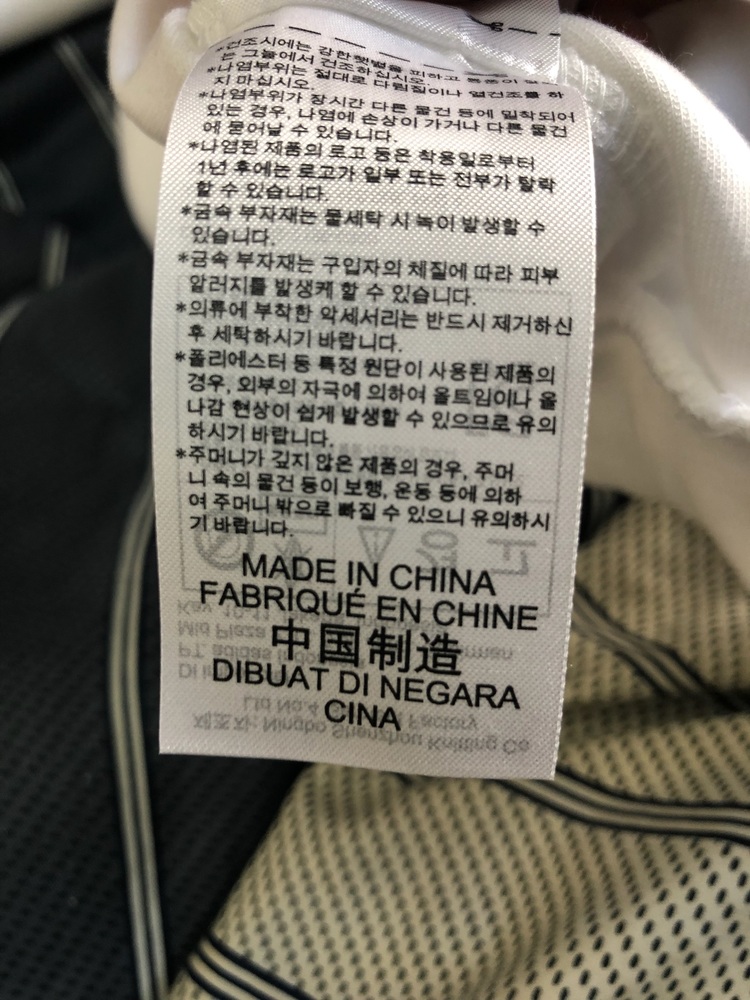 *건조시에는 강한햇볕을 피하고 통풍이
는 그늘에서 건조하십시오.
*나염부위는 절대로 다림질이나 열건조를 하
지 마십시오.
*나염부위가 장시간 다른 물건 등에 밀착되어
있는 경우, 나염에 손상이 가거나 다른 물건
에 묻어날 수 있습니다.
*나염된 제품의 로고 등은 착용일로부터
1년 후에는 로고가 일부 또는 전부가 탈락
할 수 있습니다.
*금속 부자재는 물세탁 시 녹이 발생할 수
있습니다.
*금속 부자재는 구입자의 체질에 따라 피부
알러지를 발생케 할 수 있습니다.
*의류에 부착한 악세서리는 반드시 제거하신
후 세탁하시기 바랍니다.
*폴리에스터 등 특정 원단이 사용된 제품의
경우, 외부의 자극에 의하여 올트임이나 올
나감 현상이 쉽게 발생할 수 있으므로 유의
하시기 바랍니다.
*주머니가 깊지 않은 제품의 경우, 주머
니 속의 물건 등이 보행, 운동 등에 의하
여 주머니 밖으로 빠질 수 있으니 유의하시
기 바랍니다.
MADE IN CHINA
FABRIQUÉ EN CHINE
中国制造
DIBUAT DI NEGARA
CINA